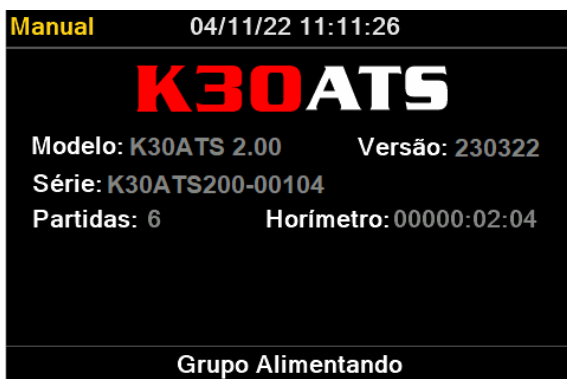 Manual 04/11/22 11:11:26
K30ATS
Modelo: K30ATS 2.00 Versão: 230322
Série: K30ATS200-00104
Partidas: 6 Horímetro: 00000:02:04
Grupo Alimentando